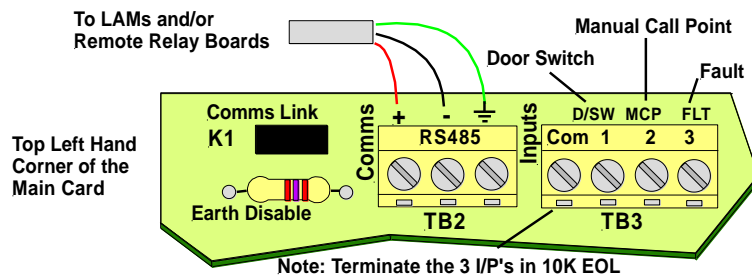 To LAMs and/or
Remote Relay Boards
Manual Call Point
Door Switch
Fault
Comms Link
K1
Comms
+ -
D/SW MCP FLT
RS485
Inputs
Com 1 2 3
Top Left Hand
Corner of the
Main Card
Earth Disable
TB2
TB3
Note: Terminate the 3 I/P's in 10K EOL